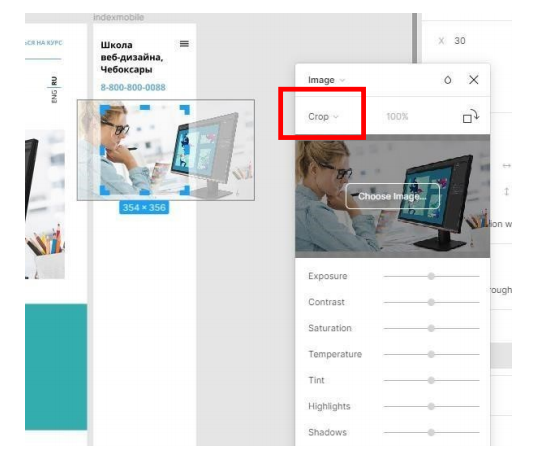 indexmobile
ЬСЯ НА КУРС
ENG RU
Школа
веб-дизайна,
Чебоксары
8-800-800-0088
354 × 356
X 30
Image
Crop 100%
Choose Image...
ion w
rough
Exposure
Contrast
Saturation
Temperature
Tint
Highlights
Shadows